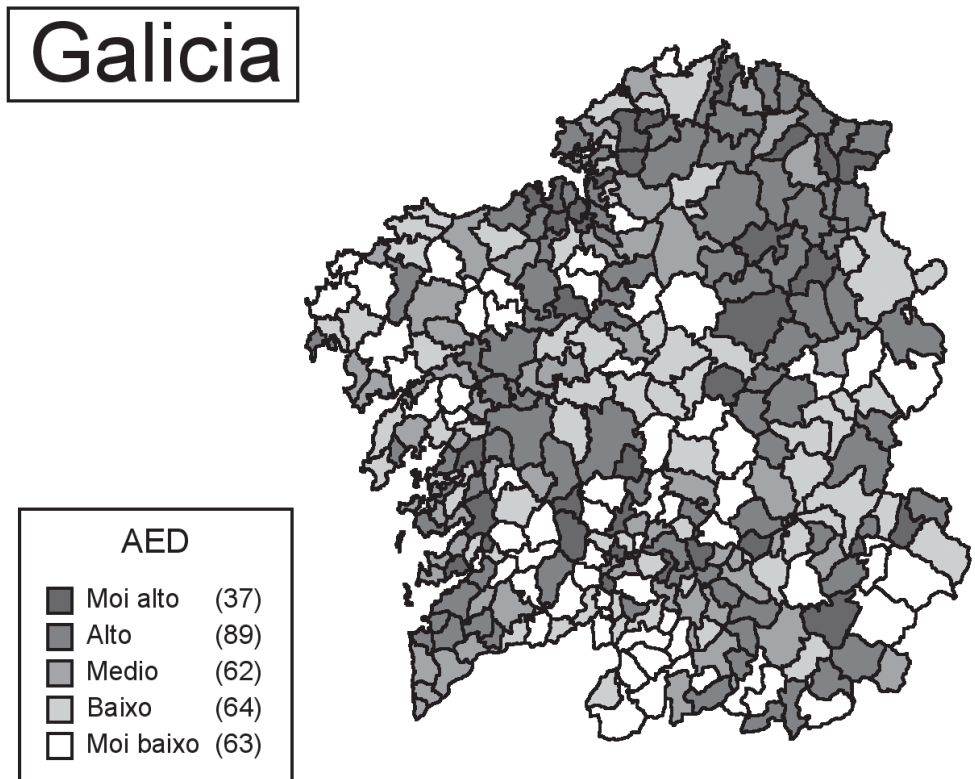 Galicia
AED
Moi alto (37)
Alto (89)
Medio (62)
Baixo (64)
Moi baixo (63)